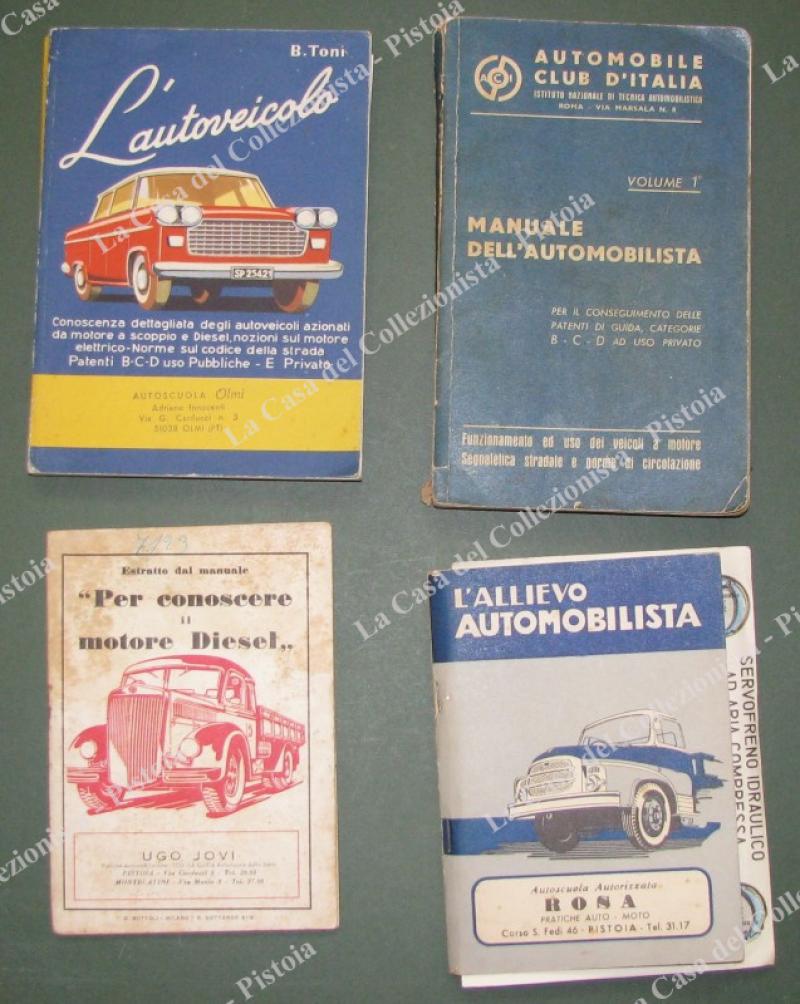 B. Toni
L'autoveicolo
SP 25421
Conoscenza dettagliata degli autoveicoli azionati
da motore a scoppio e Diesel, nozioni sul motore
elettrico - Norme sul codice della strada
Patenti B-C-D uso Pubbliche - E Privato
AUTOSCUOLA Olmi
Adriano Innocenti
Via G. Carducci n. 3
51038 OLMI (PT)
ACI
AUTOMOBILE
CLUB D'ITALIA
ISTITUTO NAZIONALE DI TECNICA AUTOMOBILISTICA
ROMA - VIA MARSALA N. 8
VOLUME 1°
MANUALE
DELL'AUTOMOBILISTA
PER IL CONSEGUIMENTO DELLE
PATENTI DI GUIDA, CATEGORIE
B - C - D AD USO PRIVATO
Funzionamento ed uso dei veicoli a motore
Segnaletica stradale e norme di circolazione
Estratto dal manuale
"Per conoscere
il
motore Diesel„
UGO JOVI
PISTOIA - Via Carducci
MONTECATINI - Via Manin
L'ALLIEVO
AUTOMOBILISTA
Autoscuola Autorizzata
ROSA
PRATICHE AUTO - MOTO
Corso S. Fedi 46 - PISTOIA - Tel. 31.17
SERVOFRENO IDRAULICO
AD ARIA COMPRESSA
La Casa del Collezionista - Pistoia